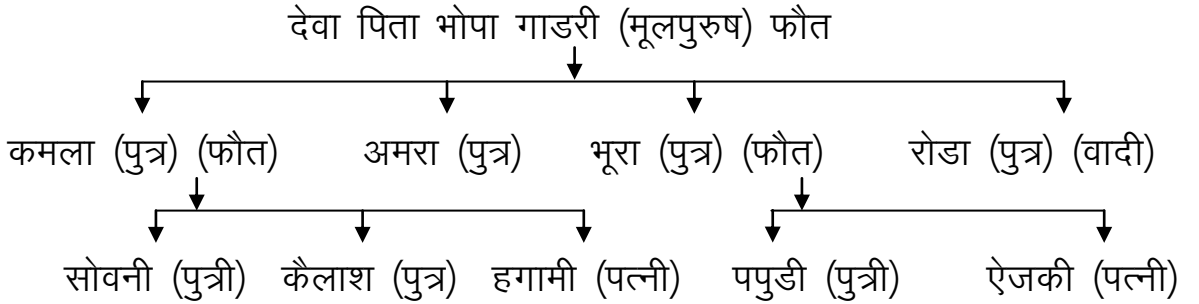 देवा पिता भोपा गाडरी (मूलपुरुष) फौत
कमला (पुत्र) (फौत) अमरा (पुत्र) भूरा (पुत्र) (फौत) रोडा (पुत्र) (वादी)
सोवनी (पुत्री) कैलाश (पुत्र) हगामी (पत्नी) पपुडी (पुत्री) ऐजकी (पत्नी)